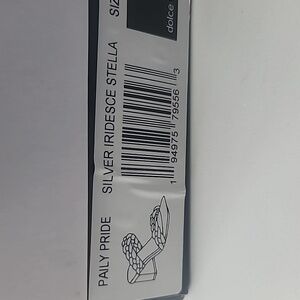 PAILY PRIDE SILVER IRIDESCE STELLA
1 94975 79556 3
dolce